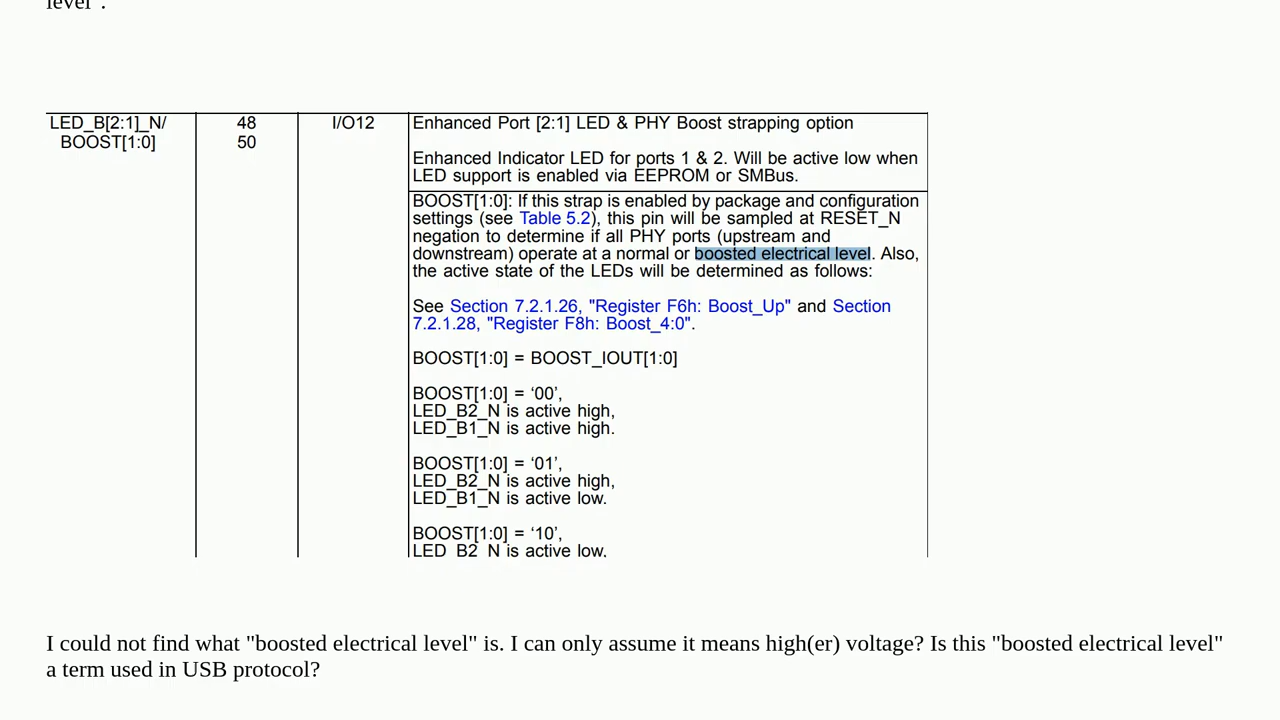 level".
LED_B[2:1]_N/
BOOST[1:0]
48
50
I/O12
Enhanced Port [2:1] LED & PHY Boost strapping option
Enhanced Indicator LED for ports 1 & 2. Will be active low when
LED support is enabled via EEPROM or SMBus.
BOOST[1:0]: If this strap is enabled by package and configuration
settings (see Table 5.2), this pin will be sampled at RESET_N
negation to determine if all PHY ports (upstream and
downstream) operate at a normal or boosted electrical level. Also,
the active state of the LEDs will be determined as follows:
See Section 7.2.1.26, "Register F6h: Boost_Up" and Section
7.2.1.28, "Register F8h: Boost_4:0".
BOOST[1:0] = BOOST_IOUT[1:0]
BOOST[1:0] = ‘00’,
LED_B2_N is active high,
LED_B1_N is active high.
BOOST[1:0] = ‘01’,
LED_B2_N is active high,
LED_B1_N is active low.
BOOST[1:0] = ‘10’,
LED_B2_N is active low.
I could not find what "boosted electrical level" is. I can only assume it means high(er) voltage? Is this "boosted electrical level"
a term used in USB protocol?